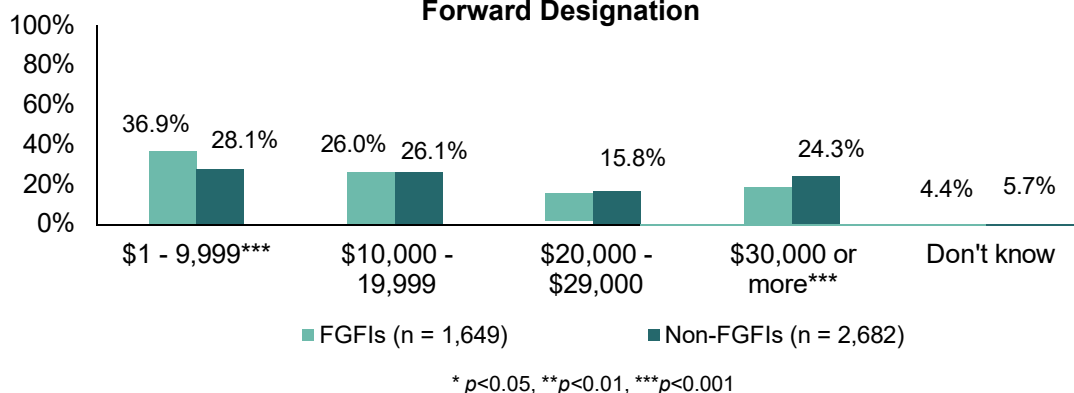 Forward Designation
100%
80%
60%
40%
20%
0%
36.9%
28.1%
26.0%
26.1%
15.8%
24.3%
4.4%
5.7%
$1 - 9,999***
$10,000 -
19,999
$20,000 -
$29,000
$30,000 or
more***
Don't know
FGFIs (n = 1,649)
Non-FGFIs (n = 2,682)
* p<0.05, **p<0.01, ***p<0.001